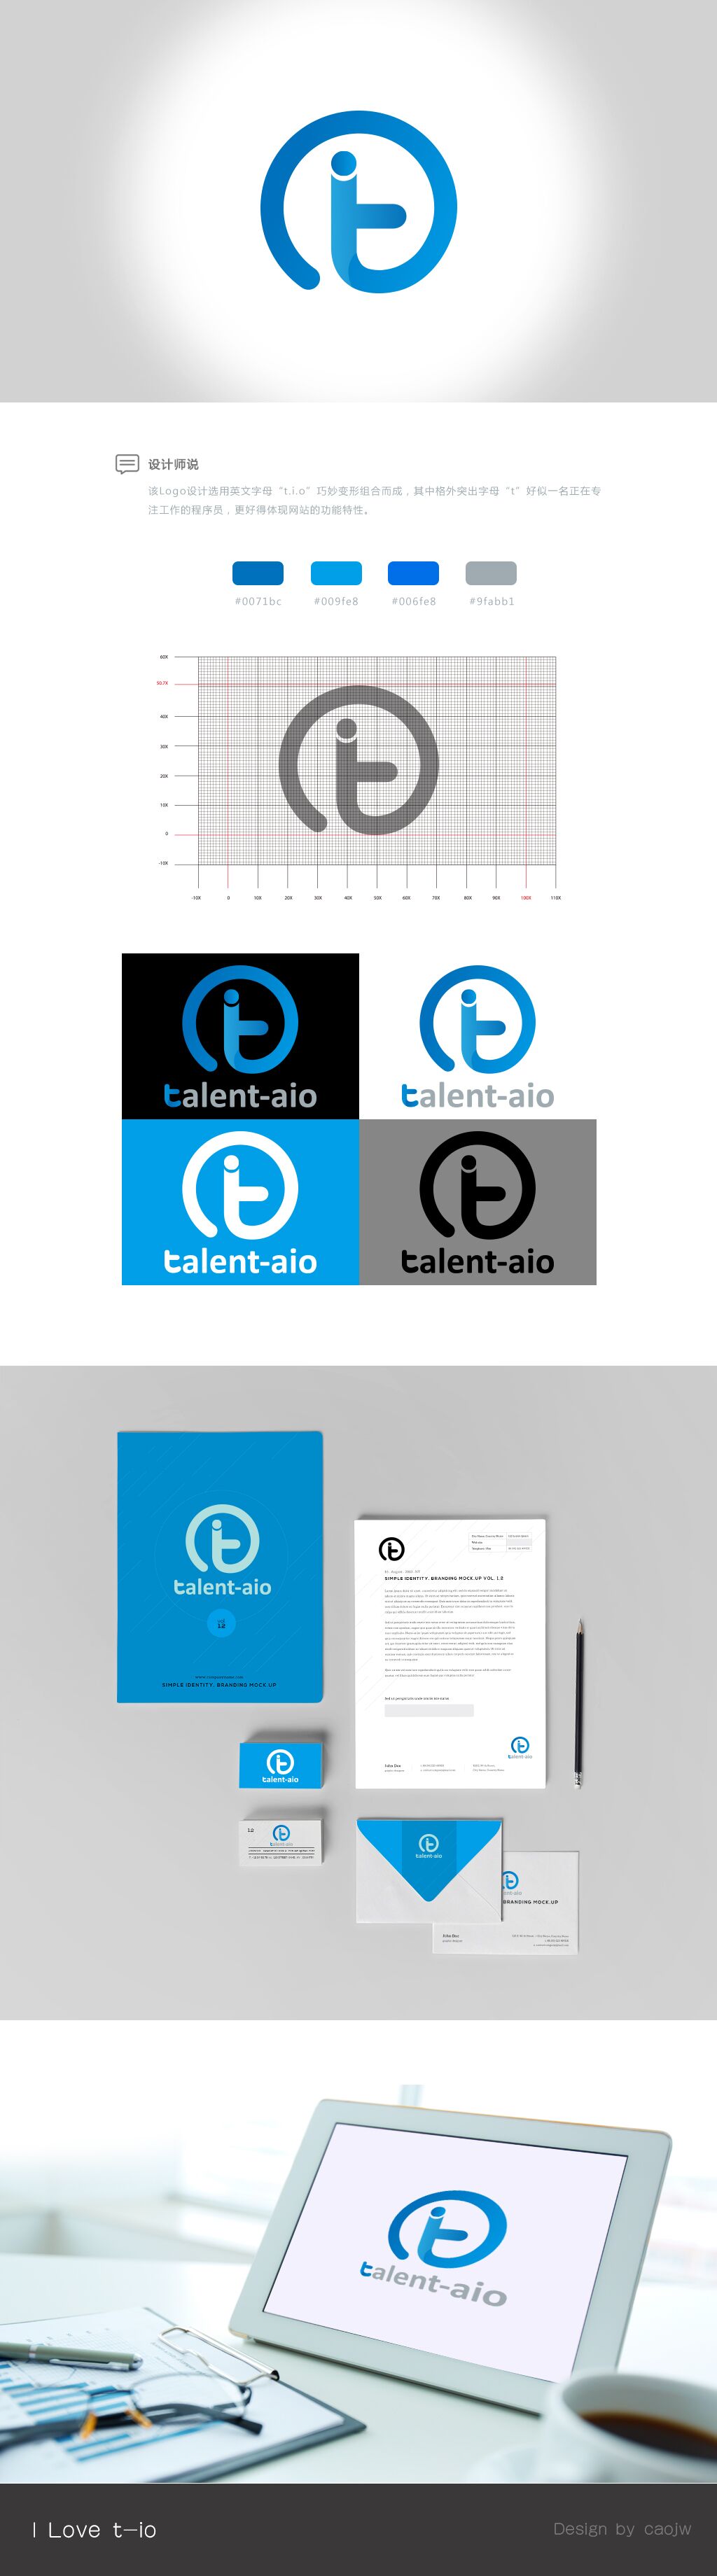 设计师说
该Logo设计选用英文字母“t.i.o”巧妙变形组合而成，其中格外突出字母“t”好似一名正在专
注工作的程序员，更好得体现网站的功能特性。
#0071bc #009fe8 #006fe8 #9fabb1
60X
50.7X
40X
30X
20X
10X
0
-10X
-10X 0 10X 20X 30X 40X 50X 60X 70X 80X 90X 100X 110X
talent-aio
talent-aio
talent-aio
talent-aio
talent-aio
SIMPLE IDENTITY. BRANDING MOCK.UP
SIMPLE IDENTITY. BRANDING MOCK.UP VOL. 1.0
talent-aio
John Doe
talent-aio
talent-aio
talent-aio
BRANDING MOCK.UP
John Doe
talent-aio
I Love t-io
Design by caojw